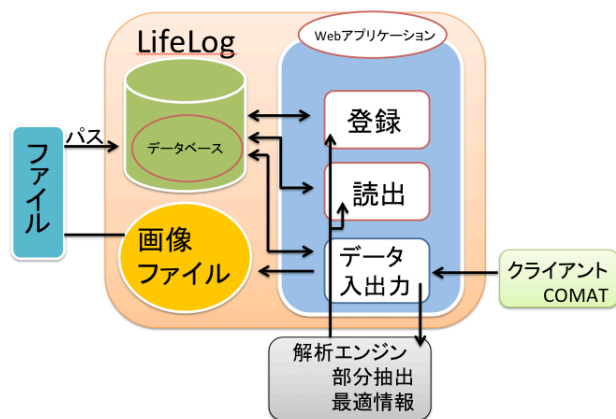 LifeLog
Webアプリケーション
パス
ファイル
データベース
画像
ファイル
登録
読出
データ
入出力
クライアント
COMAT
解析エンジン
部分抽出
最適情報